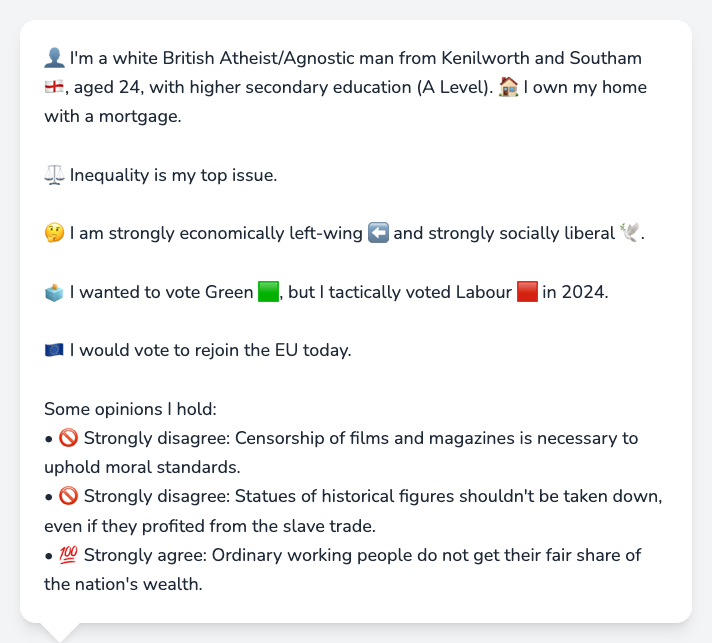 👤 I'm a white British Atheist/Agnostic man from Kenilworth and Southam
🏴󠁧󠁢󠁥󠁮󠁧󠁿, aged 24, with higher secondary education (A Level). 🏠 I own my home
with a mortgage.
⚖️ Inequality is my top issue.
🤔 I am strongly economically left-wing ⬅️ and strongly socially liberal 🕊️.
🗳️ I wanted to vote Green 🟩, but I tactically voted Labour 🟥 in 2024.
🇪🇺 I would vote to rejoin the EU today.
Some opinions I hold:
• 🚫 Strongly disagree: Censorship of films and magazines is necessary to
uphold moral standards.
• 🚫 Strongly disagree: Statues of historical figures shouldn't be taken down,
even if they profited from the slave trade.
• 💯 Strongly agree: Ordinary working people do not get their fair share of
the nation's wealth.